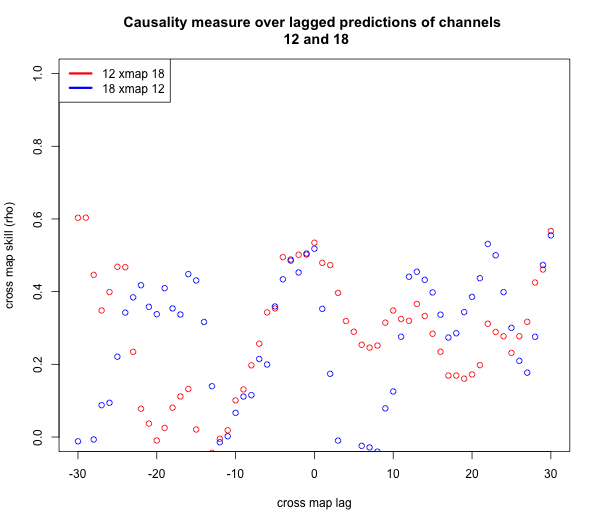 Causality measure over lagged predictions of channels
12 and 18
12 xmap 18
18 xmap 12
cross map skill (rho)
1.0
0.8
0.6
0.4
0.2
0.0
-30 -20 -10 0 10 20 30
cross map lag